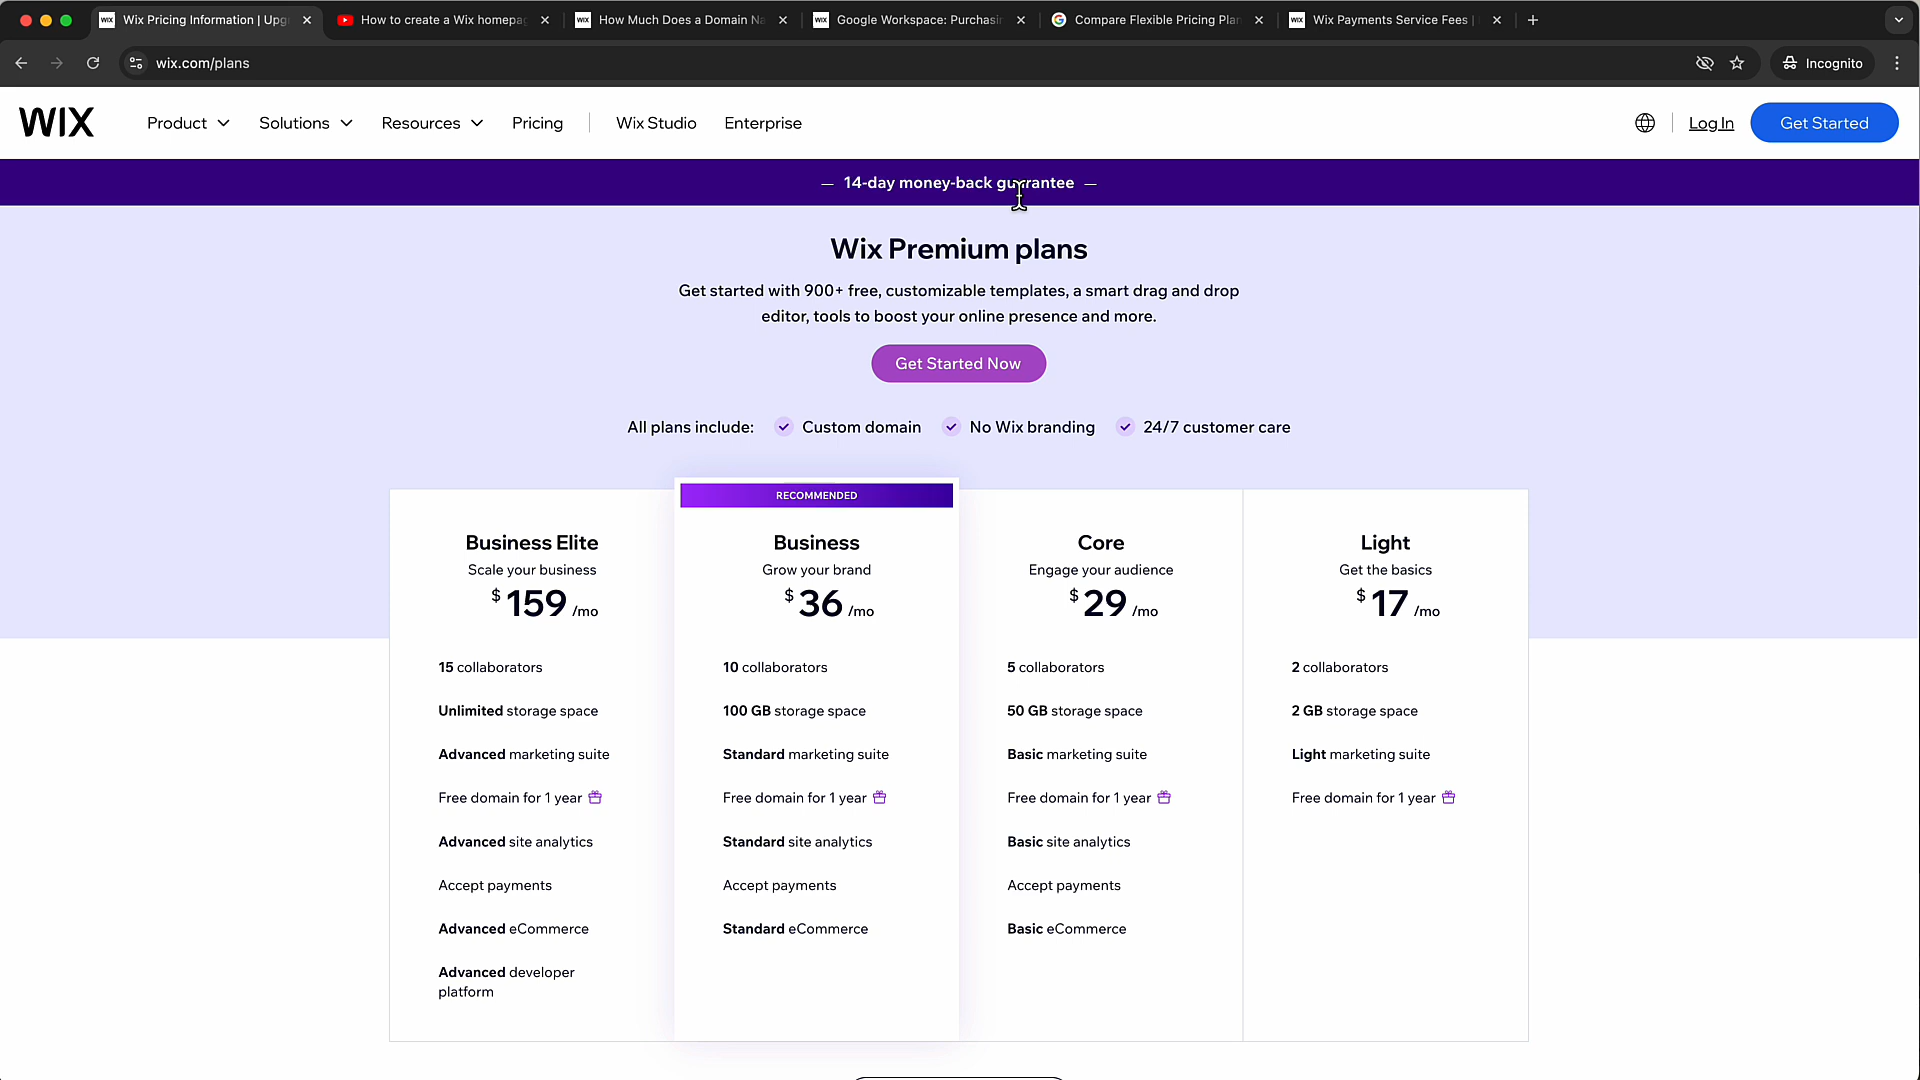 Wix Pricing Information | Upg
How to create a Wix homepag
How Much Does a Domain Na
Google Workspace: Purchasin
Compare Flexible Pricing Plan
Wix Payments Service Fees |
wix.com/plans
Incognito
WIX
Product
Solutions
Resources
Pricing
Wix Studio
Enterprise
Log In
Get Started
— 14-day money-back guarantee —
Wix Premium plans
Get started with 900+ free, customizable templates, a smart drag and drop
editor, tools to boost your online presence and more.
Get Started Now
All plans include: Custom domain No Wix branding 24/7 customer care
Business Elite
Scale your business
$ 159 /mo
15 collaborators
Unlimited storage space
Advanced marketing suite
Free domain for 1 year
Advanced site analytics
Accept payments
Advanced eCommerce
Advanced developer
platform
RECOMMENDED
Business
Grow your brand
$ 36 /mo
10 collaborators
100 GB storage space
Standard marketing suite
Free domain for 1 year
Standard site analytics
Accept payments
Standard eCommerce
Core
Engage your audience
$ 29 /mo
5 collaborators
50 GB storage space
Basic marketing suite
Free domain for 1 year
Basic site analytics
Accept payments
Basic eCommerce
Light
Get the basics
$ 17 /mo
2 collaborators
2 GB storage space
Light marketing suite
Free domain for 1 year